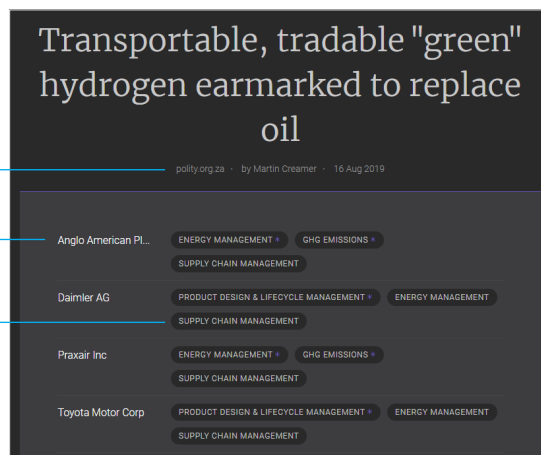 Transportable, tradable "green"
hydrogen earmarked to replace
oil
polity.org.za · by Martin Creamer · 16 Aug 2019
Anglo American Pl... ENERGY MANAGEMENT * GHG EMISSIONS *
SUPPLY CHAIN MANAGEMENT
Daimler AG PRODUCT DESIGN & LIFECYCLE MANAGEMENT * ENERGY MANAGEMENT
SUPPLY CHAIN MANAGEMENT
Praxair Inc ENERGY MANAGEMENT * GHG EMISSIONS *
SUPPLY CHAIN MANAGEMENT
Toyota Motor Corp PRODUCT DESIGN & LIFECYCLE MANAGEMENT * ENERGY MANAGEMENT
SUPPLY CHAIN MANAGEMENT